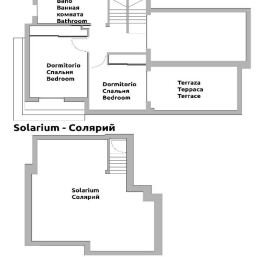 Baño
Ванная
комната
Bathroom
Dormitorio
Спальня
Bedroom
Dormitorio
Спальня
Bedroom
Terraza
Терраса
Terrace
Solarium - Солярий
Solarium
Солярий